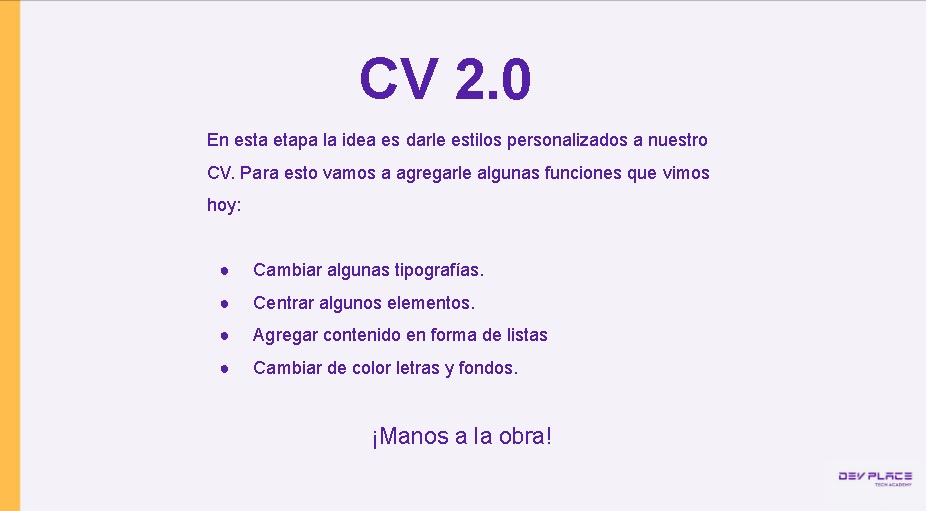 CV 2.0
En esta etapa la idea es darle estilos personalizados a nuestro
CV. Para esto vamos a agregarle algunas funciones que vimos
hoy:
● Cambiar algunas tipografías.
● Centrar algunos elementos.
● Agregar contenido en forma de listas
● Cambiar de color letras y fondos.
¡Manos a la obra!
DEV PLACE
TECH ACADEMY